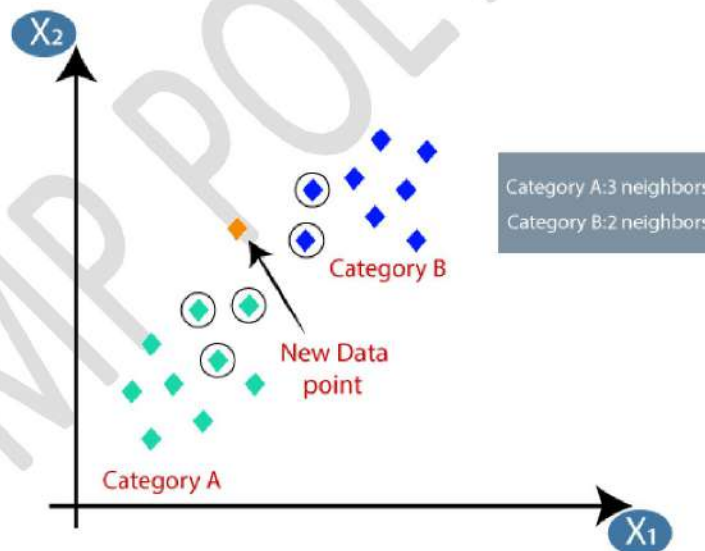 X₂
Category A:3 neighbors
Category B:2 neighbors
Category B
New Data
point
Category A
X₁